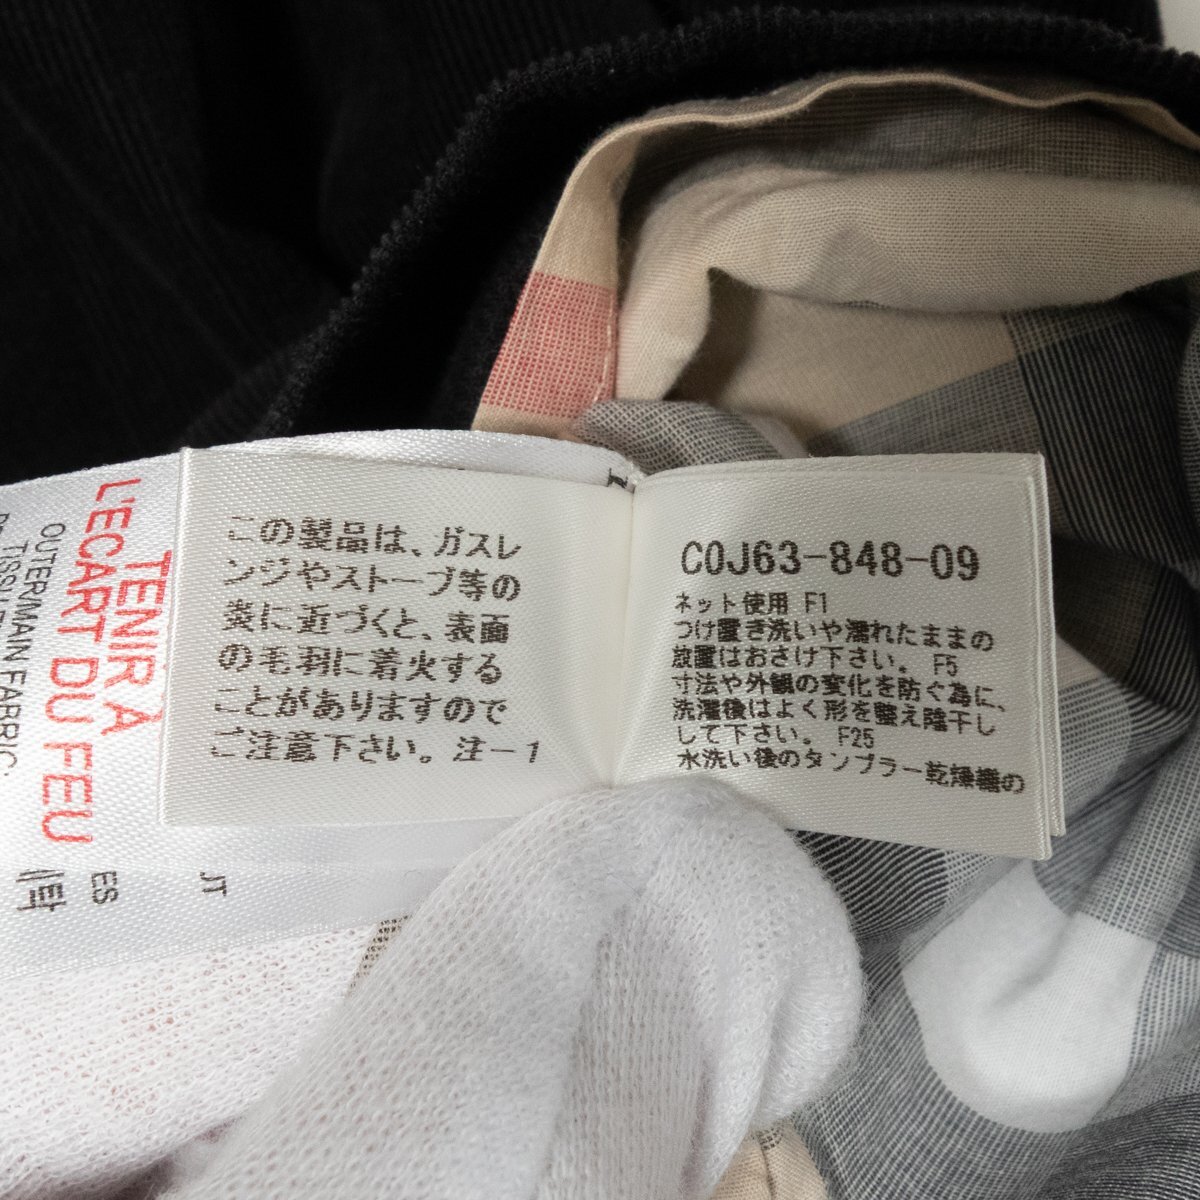 この製品は、ガスレ
ンジやストーブ等の
炎に近づくと、表面
の毛羽に着火する
ことがありますので
ご注意下さい。注－1
C0J63-848-09
ネット使用 F1
つけ置き洗いや濡れたままの
放置はおさけ下さい。 F5
寸法や外観の変化を防ぐ為に、
洗濯後はよく形を整え陰干し
して下さい。 F25
水洗い後のタンブラー乾燥機の
TENIR A
L'ECART DU FEU
OUTER/MAIN FABRIC
ES
JT